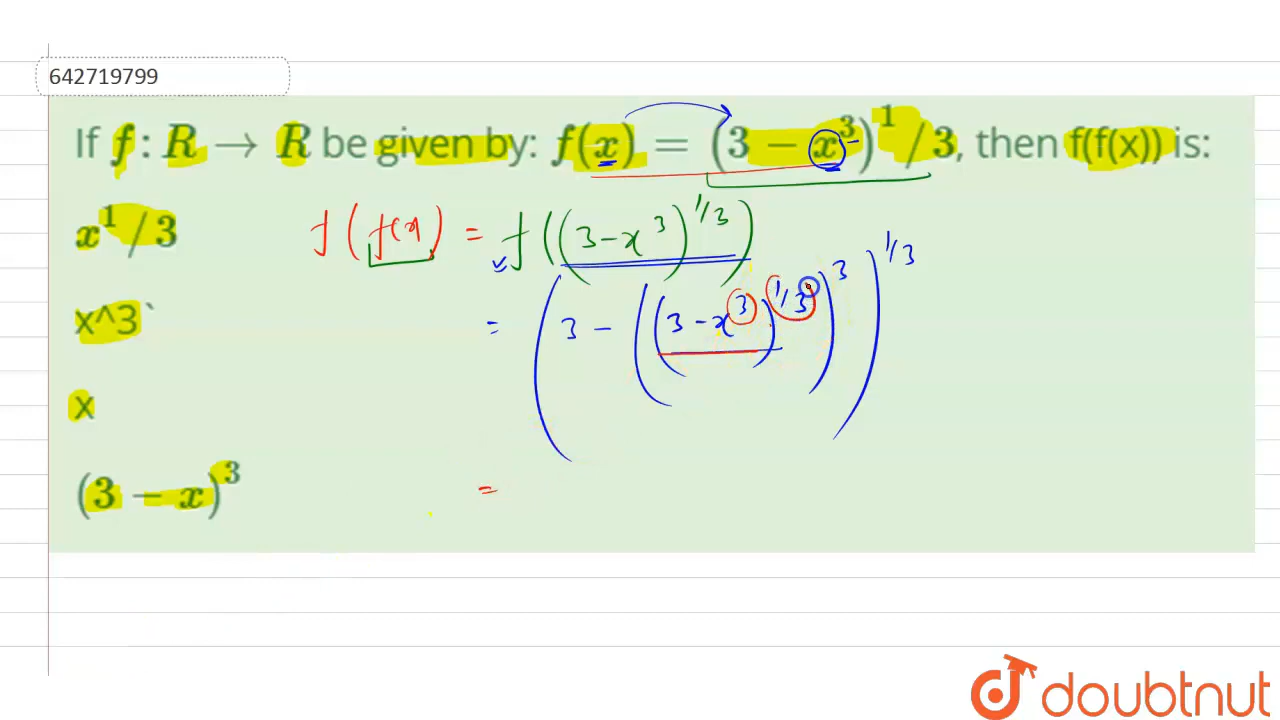 642719799
If f : R → R be given by: f(x) = (3 − x³)¹/3, then f(f(x)) is:
x¹/3
f(f(x) = f((3−x³)^1/3)
= (3 − ((3−x³)^1/3)³)^1/3
x^3`
x
(3 − x)³
=
doubtnut